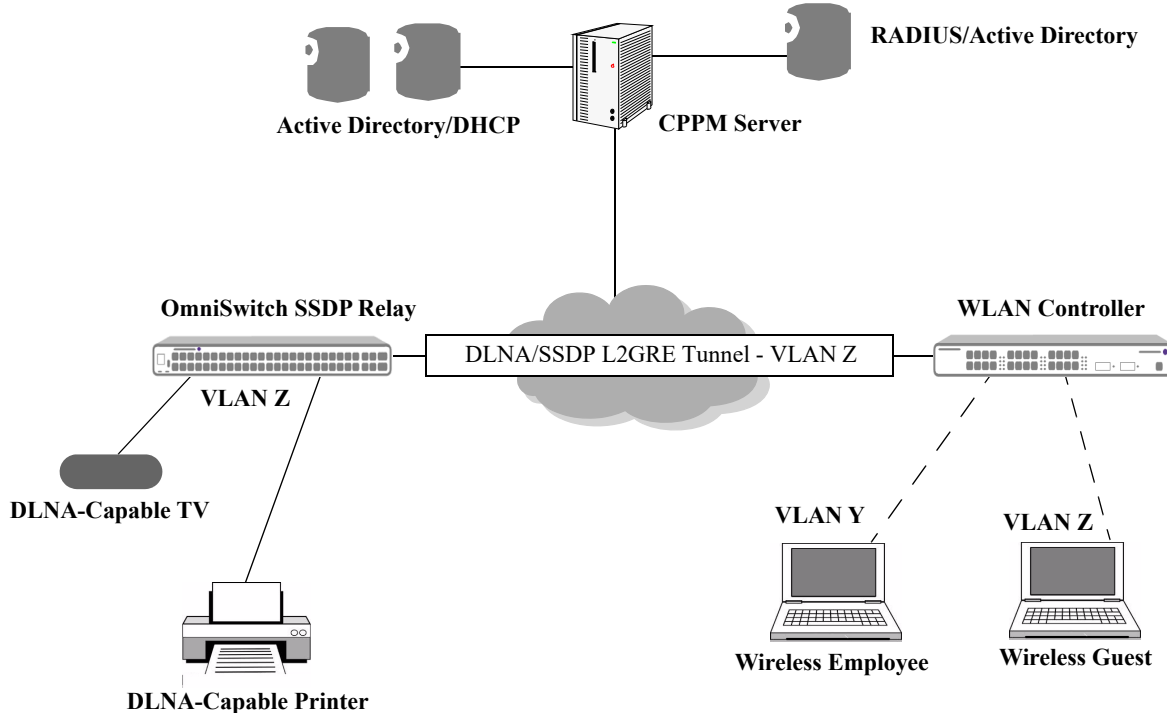 RADIUS/Active Directory
Active Directory/DHCP
CPPM Server
OmniSwitch SSDP Relay
WLAN Controller
DLNA/SSDP L2GRE Tunnel - VLAN Z
VLAN Z
DLNA-Capable TV
VLAN Y
VLAN Z
Wireless Employee
Wireless Guest
DLNA-Capable Printer